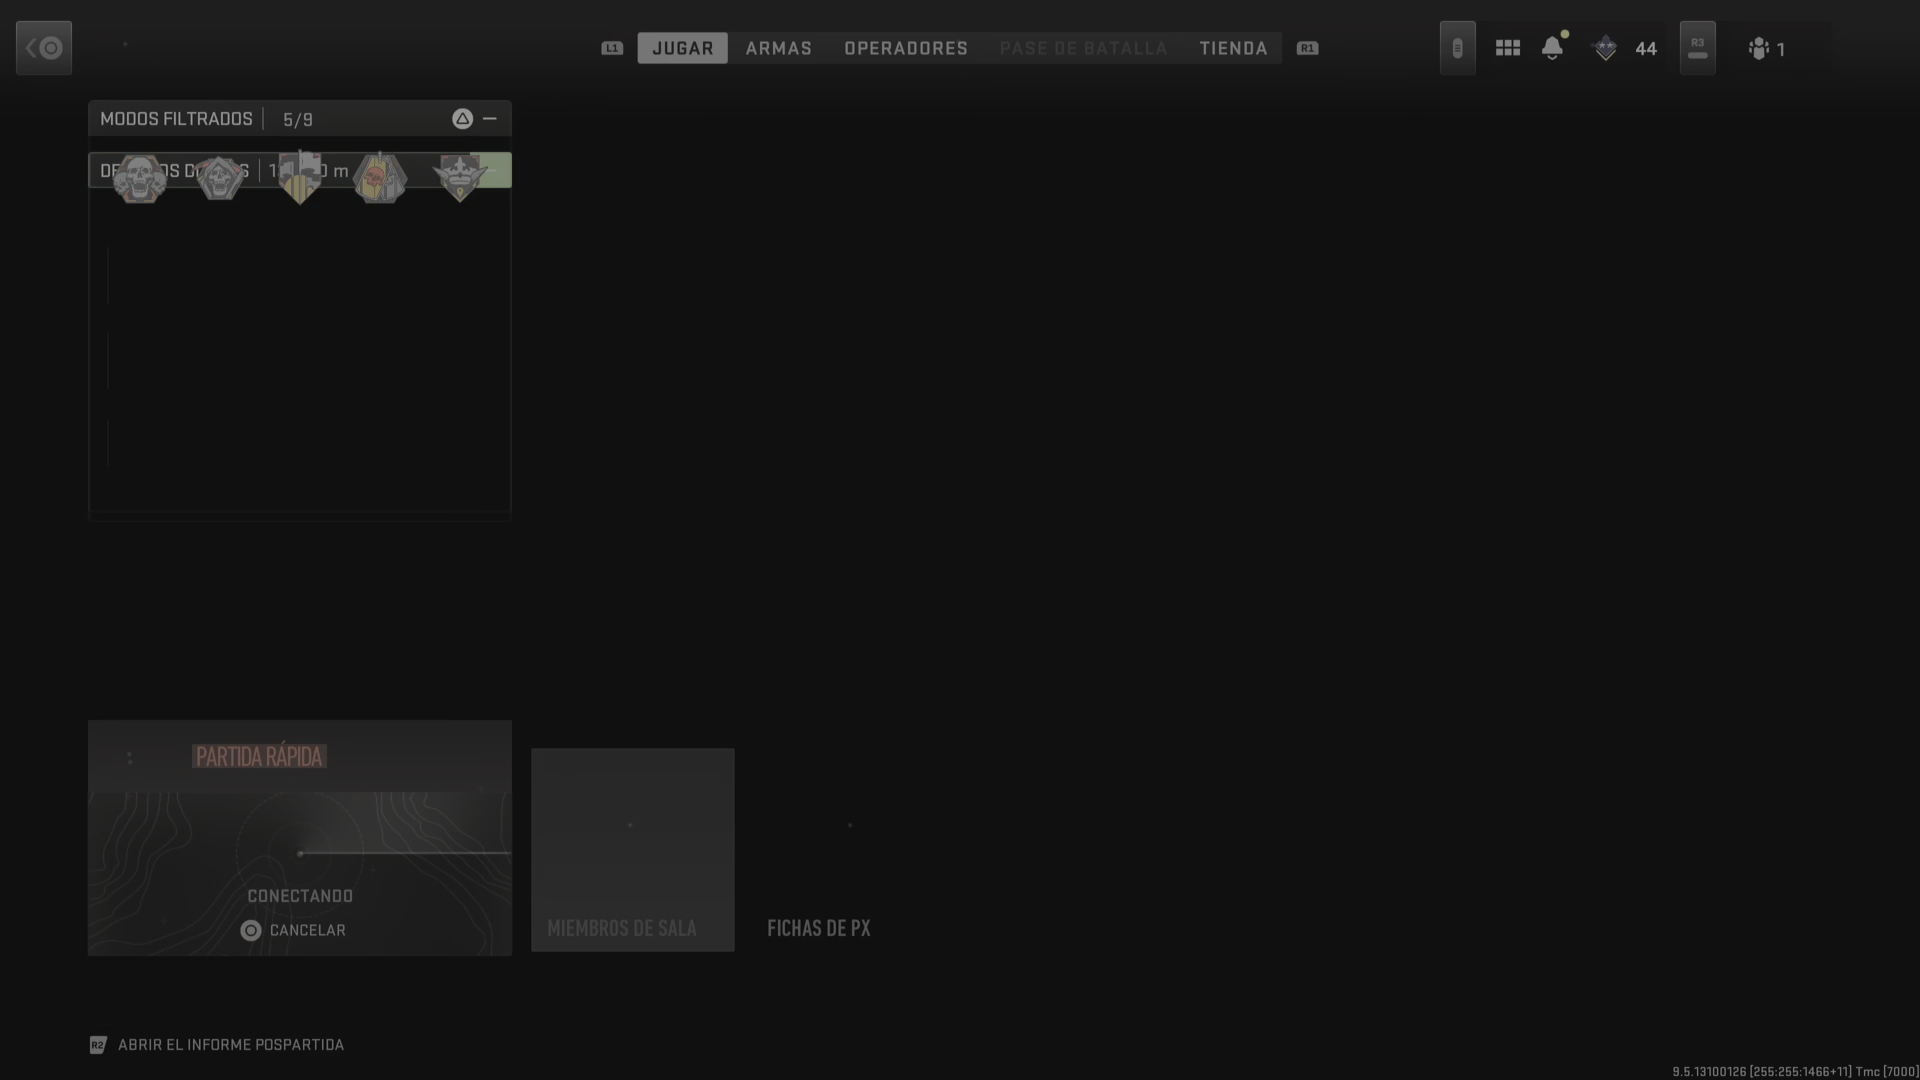 L1 JUGAR ARMAS OPERADORES PASE DE BATALLA TIENDA R1
44
R3
1
MODOS FILTRADOS | 5/9
PARTIDA RÁPIDA
CONECTANDO
CANCELAR
MIEMBROS DE SALA
FICHAS DE PX
R2 ABRIR EL INFORME POSPARTIDA
9.5.13100126 [255:255:1466+11] Tmc [7000]